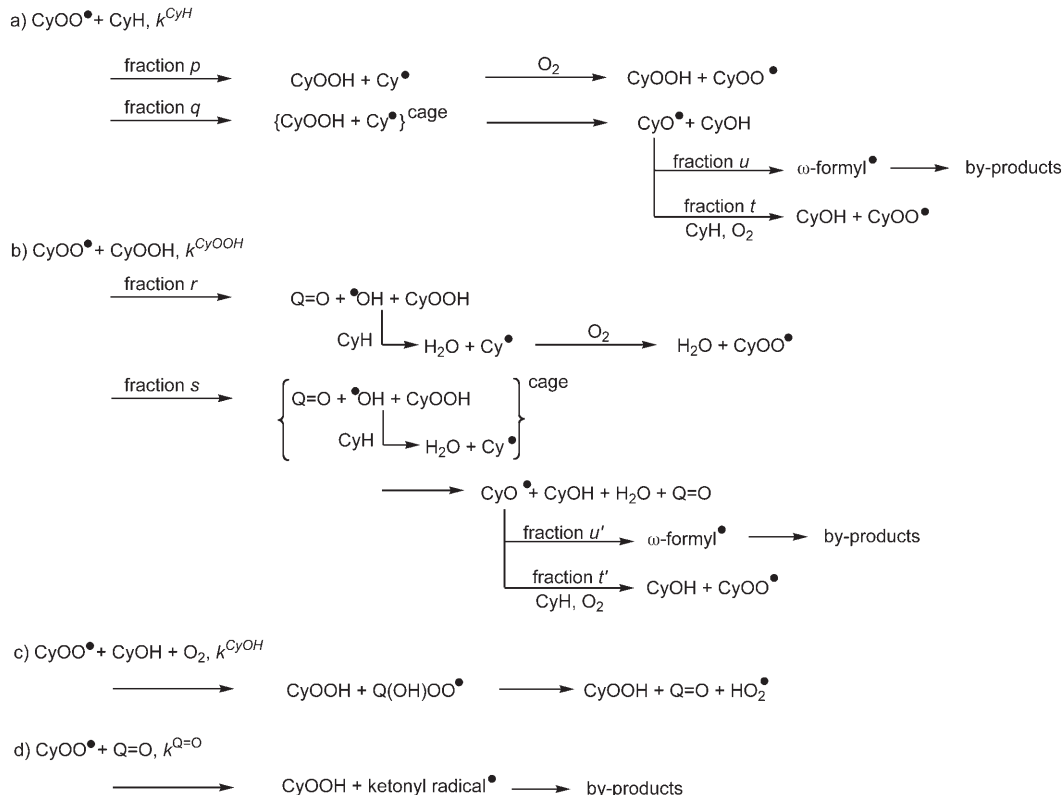 a) CyOO● + CyH, k^CyH
fraction p
CyOOH + Cy●
O₂
CyOOH + CyOO●
fraction q
{CyOOH + Cy●}^cage
CyO● + CyOH
fraction u
ω-formyl●
by-products
fraction t
CyH, O₂
CyOH + CyOO●
b) CyOO● + CyOOH, k^CyOOH
fraction r
Q=O + ●OH + CyOOH
CyH
H₂O + Cy●
O₂
H₂O + CyOO●
fraction s
cage
Q=O + ●OH + CyOOH
CyH
H₂O + Cy●
CyO● + CyOH + H₂O + Q=O
fraction u'
ω-formyl●
by-products
fraction t'
CyH, O₂
CyOH + CyOO●
c) CyOO● + CyOH + O₂, k^CyOH
CyOOH + Q(OH)OO●
CyOOH + Q=O + HO₂●
d) CyOO● + Q=O, k^Q=O
CyOOH + ketonyl radical●
by-products